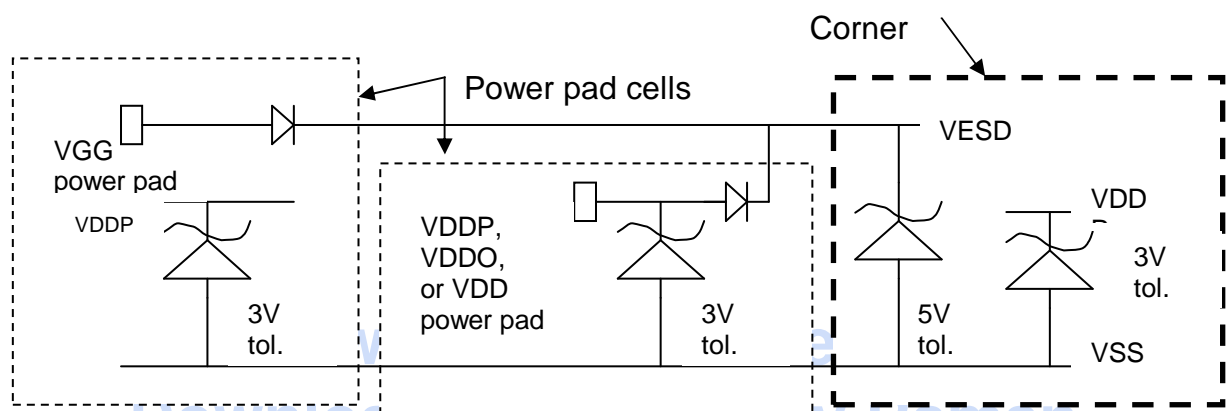 Corner
Power pad cells
VGG
power pad
VESD
VDDP
VDDP,
VDDO,
or VDD
power pad
VDD
3V
tol.
3V
tol.
3V
tol.
5V
tol.
VSS